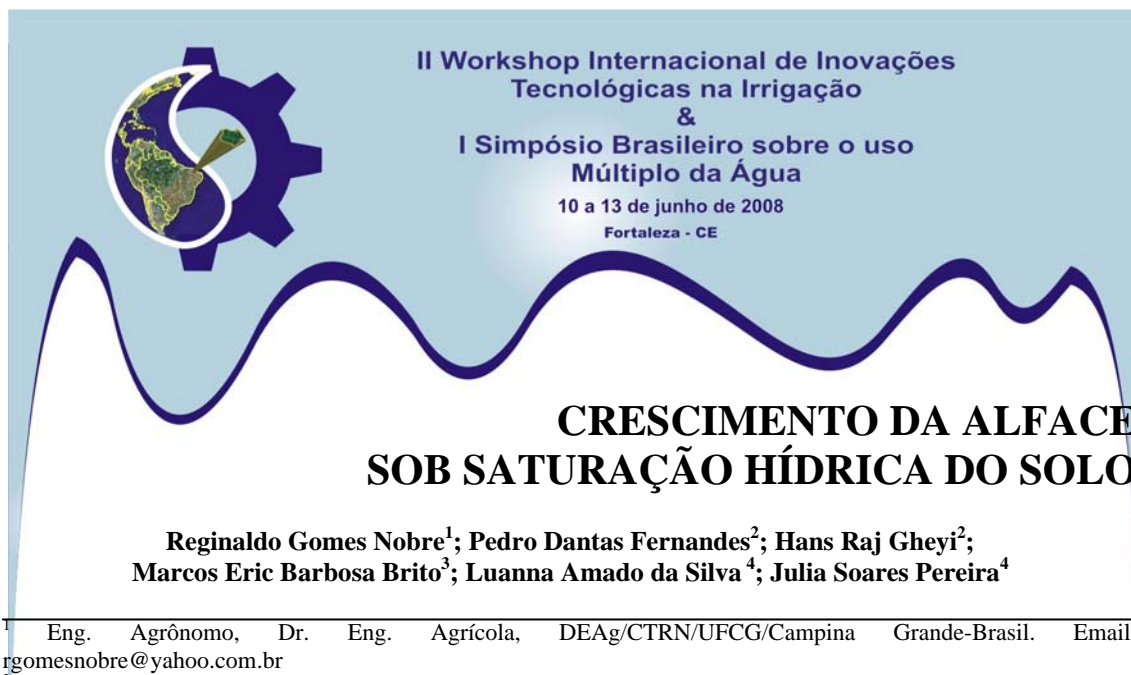 II Workshop Internacional de Inovações
Tecnológicas na Irrigação
&
I Simpósio Brasileiro sobre o uso
Múltiplo da Água
10 a 13 de junho de 2008
Fortaleza - CE
CRESCIMENTO DA ALFACE
SOB SATURAÇÃO HÍDRICA DO SOLO
Reginaldo Gomes Nobre¹; Pedro Dantas Fernandes²; Hans Raj Gheyi²;
Marcos Eric Barbosa Brito³; Luanna Amado da Silva ⁴; Julia Soares Pereira⁴
¹ Eng. Agrônomo, Dr. Eng. Agrícola, DEAg/CTRN/UFCG/Campina Grande-Brasil. Email
rgomesnobre@yahoo.com.br